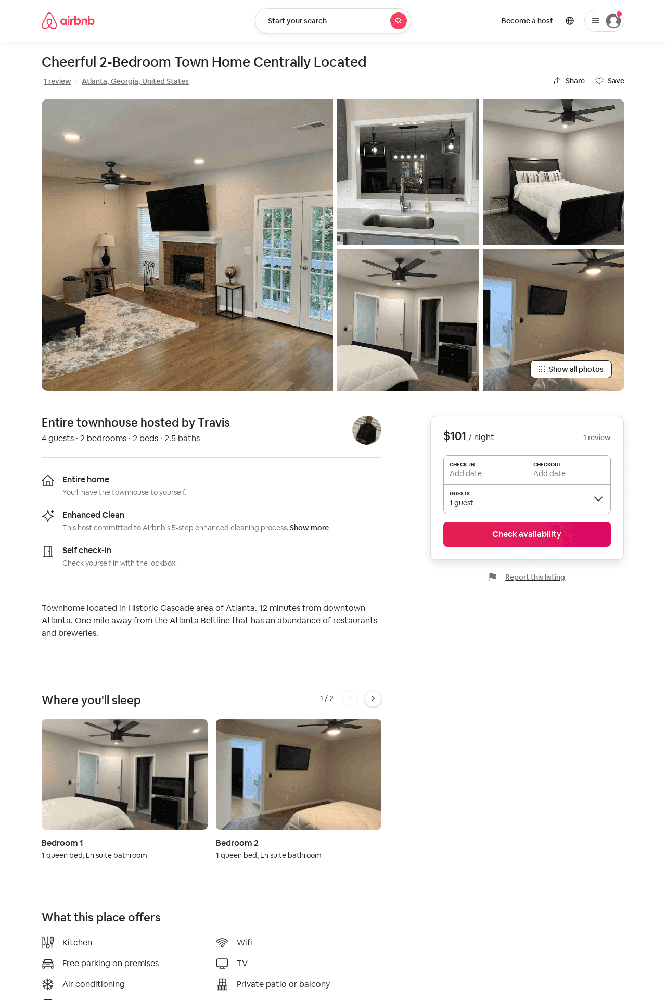 airbnb
Start your search
Become a host
Cheerful 2-Bedroom Town Home Centrally Located
1 review · Atlanta, Georgia, United States
Share
Save
Show all photos
Entire townhouse hosted by Travis
4 guests · 2 bedrooms · 2 beds · 2.5 baths
Entire home
You’ll have the townhouse to yourself.
Enhanced Clean
This host committed to Airbnb's 5-step enhanced cleaning process. Show more
Self check-in
Check yourself in with the lockbox.
$101 / night
1 review
CHECK-IN
Add date
CHECKOUT
Add date
GUESTS
1 guest
Check availability
Report this listing
Townhome located in Historic Cascade area of Atlanta. 12 minutes from downtown
Atlanta. One mile away from the Atlanta Beltline that has an abundance of restaurants
and breweries.
Where you'll sleep
1 / 2
Bedroom 1
1 queen bed, En suite bathroom
Bedroom 2
1 queen bed, En suite bathroom
What this place offers
Kitchen
Wifi
Free parking on premises
TV
Air conditioning
Private patio or balcony